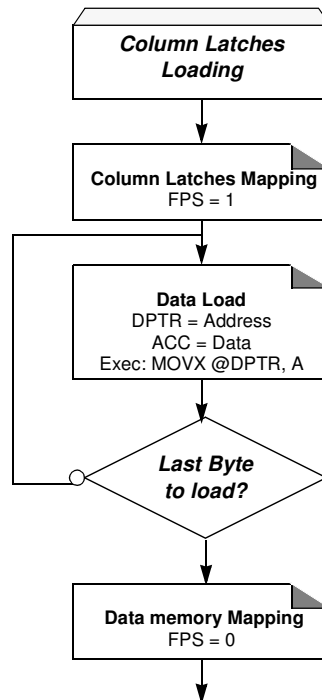 Column Latches
Loading
Column Latches Mapping
FPS = 1
Data Load
DPTR = Address
ACC = Data
Exec: MOVX @DPTR, A
Last Byte
to load?
Data memory Mapping
FPS = 0